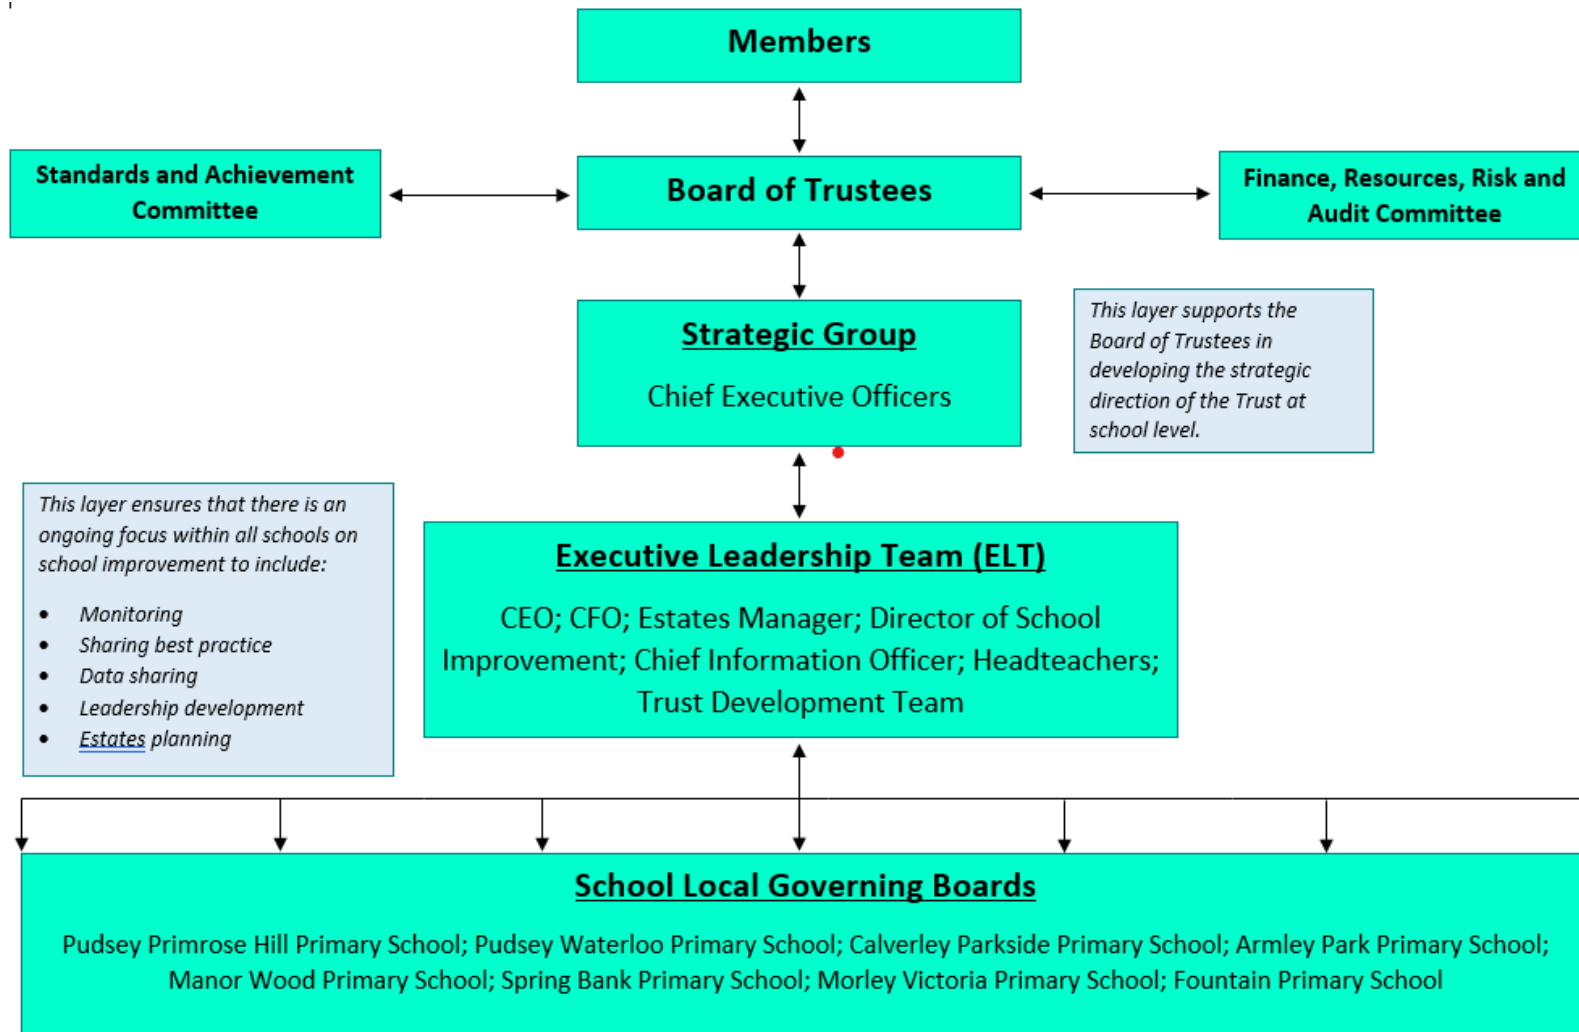 Members
Standards and Achievement
Committee
Board of Trustees
Finance, Resources, Risk and
Audit Committee
Strategic Group
Chief Executive Officers
This layer supports the
Board of Trustees in
developing the strategic
direction of the Trust at
school level.
This layer ensures that there is an
ongoing focus within all schools on
school improvement to include:
• Monitoring
• Sharing best practice
• Data sharing
• Leadership development
• Estates planning
Executive Leadership Team (ELT)
CEO; CFO; Estates Manager; Director of School
Improvement; Chief Information Officer; Headteachers;
Trust Development Team
School Local Governing Boards
Pudsey Primrose Hill Primary School; Pudsey Waterloo Primary School; Calverley Parkside Primary School; Armley Park Primary School;
Manor Wood Primary School; Spring Bank Primary School; Morley Victoria Primary School; Fountain Primary School